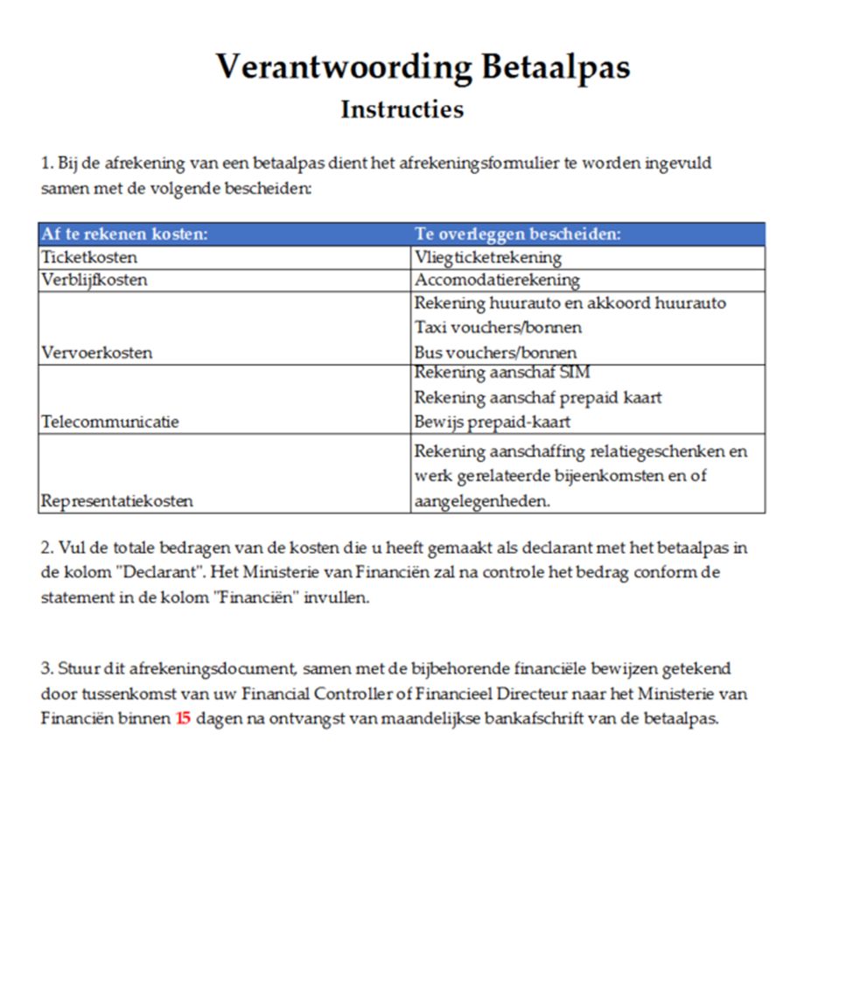 Verantwoording Betaalpas
Instructies
1. Bij de afrekening van een betaalpas dient het afrekeningsformulier te worden ingevuld
samen met de volgende bescheiden:
Af te rekenen kosten: Te overleggen bescheiden:
Ticketkosten Vliegticketrekening
Verblijfkosten Accomodatierekening
Rekening huurauto en akkoord huurauto
Taxi vouchers/bonnen
Vervoerkosten Bus vouchers/bonnen
Rekening aanschaf SIM
Rekening aanschaf prepaid kaart
Telecommunicatie Bewijs prepaid-kaart
Rekening aanschaffing relatiegeschenken en
werk gerelateerde bijeenkomsten en of
Representatiekosten aangelegenheden.
2. Vul de totale bedragen van de kosten die u heeft gemaakt als declarant met het betaalpas in
de kolom "Declarant". Het Ministerie van Financiën zal na controle het bedrag conform de
statement in de kolom "Financiën" invullen.
3. Stuur dit afrekeningsdocument, samen met de bijbehorende financiële bewijzen getekend
door tussenkomst van uw Financial Controller of Financieel Directeur naar het Ministerie van
Financiën binnen 15 dagen na ontvangst van maandelijkse bankafschrift van de betaalpas.